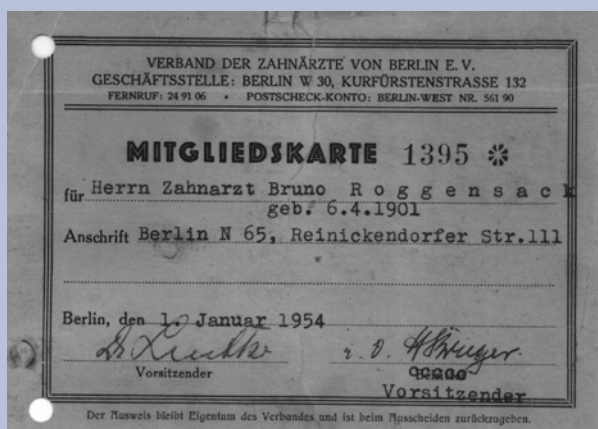 VERBAND DER ZAHNÄRZTE VON BERLIN E. V.
GESCHÄFTSSTELLE: BERLIN W 30, KURFÜRSTENSTRASSE 132
FERNRUF: 24 91 06 • POSTSCHECK-KONTO: BERLIN-WEST NR. 561 90
MITGLIEDSKARTE 1395
für Herrn Zahnarzt Bruno R o g g e n s a c k
geb. 6.4.1901
Anschrift Berlin N 65, Reinickendorfer Str.111
Berlin, den 1. Januar 1954
i. V.
Vorsitzender
Vorsitzender
Der Ausweis bleibt Eigentum des Verbandes und ist beim Ausscheiden zurückzugeben.